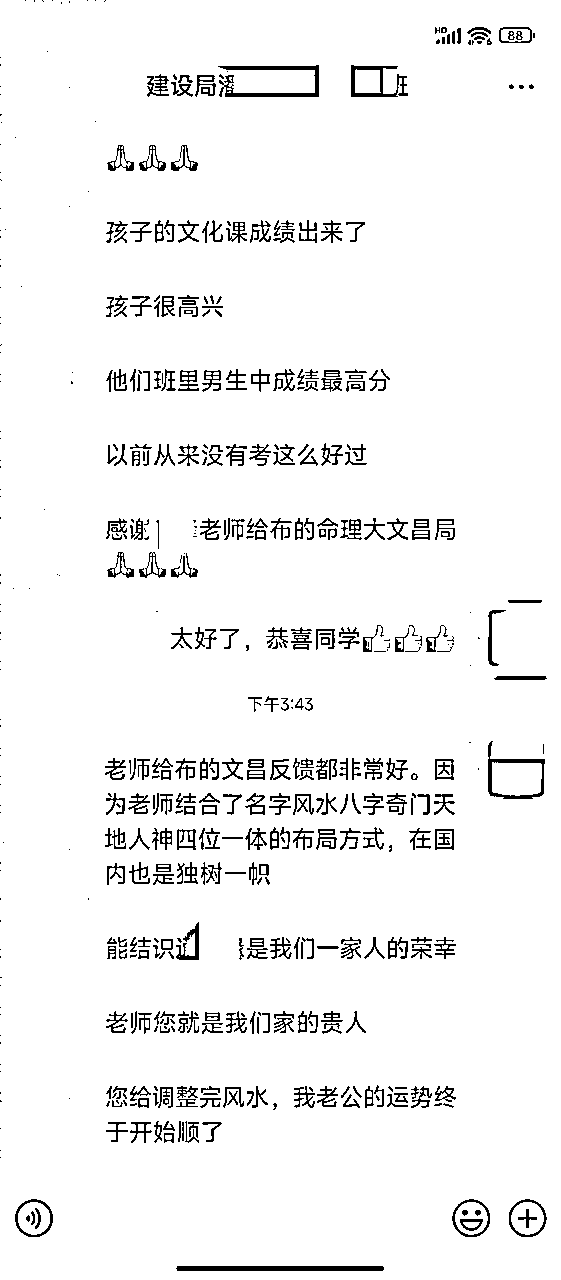 HD 88
建设局潘 班
🙏🙏🙏
孩子的文化课成绩出来了
孩子很高兴
他们班里男生中成绩最高分
以前从来没有考这么好过
感谢 老师给布的命理大文昌局
🙏🙏🙏
太好了，恭喜同学👍👍👍
下午3:43
老师给布的文昌反馈都非常好。因
为老师结合了名字风水八字奇门天
地人神四位一体的布局方式，在国
内也是独树一帜
能结识 是我们一家人的荣幸
老师您就是我们家的贵人
您给调整完风水，我老公的运势终
于开始顺了